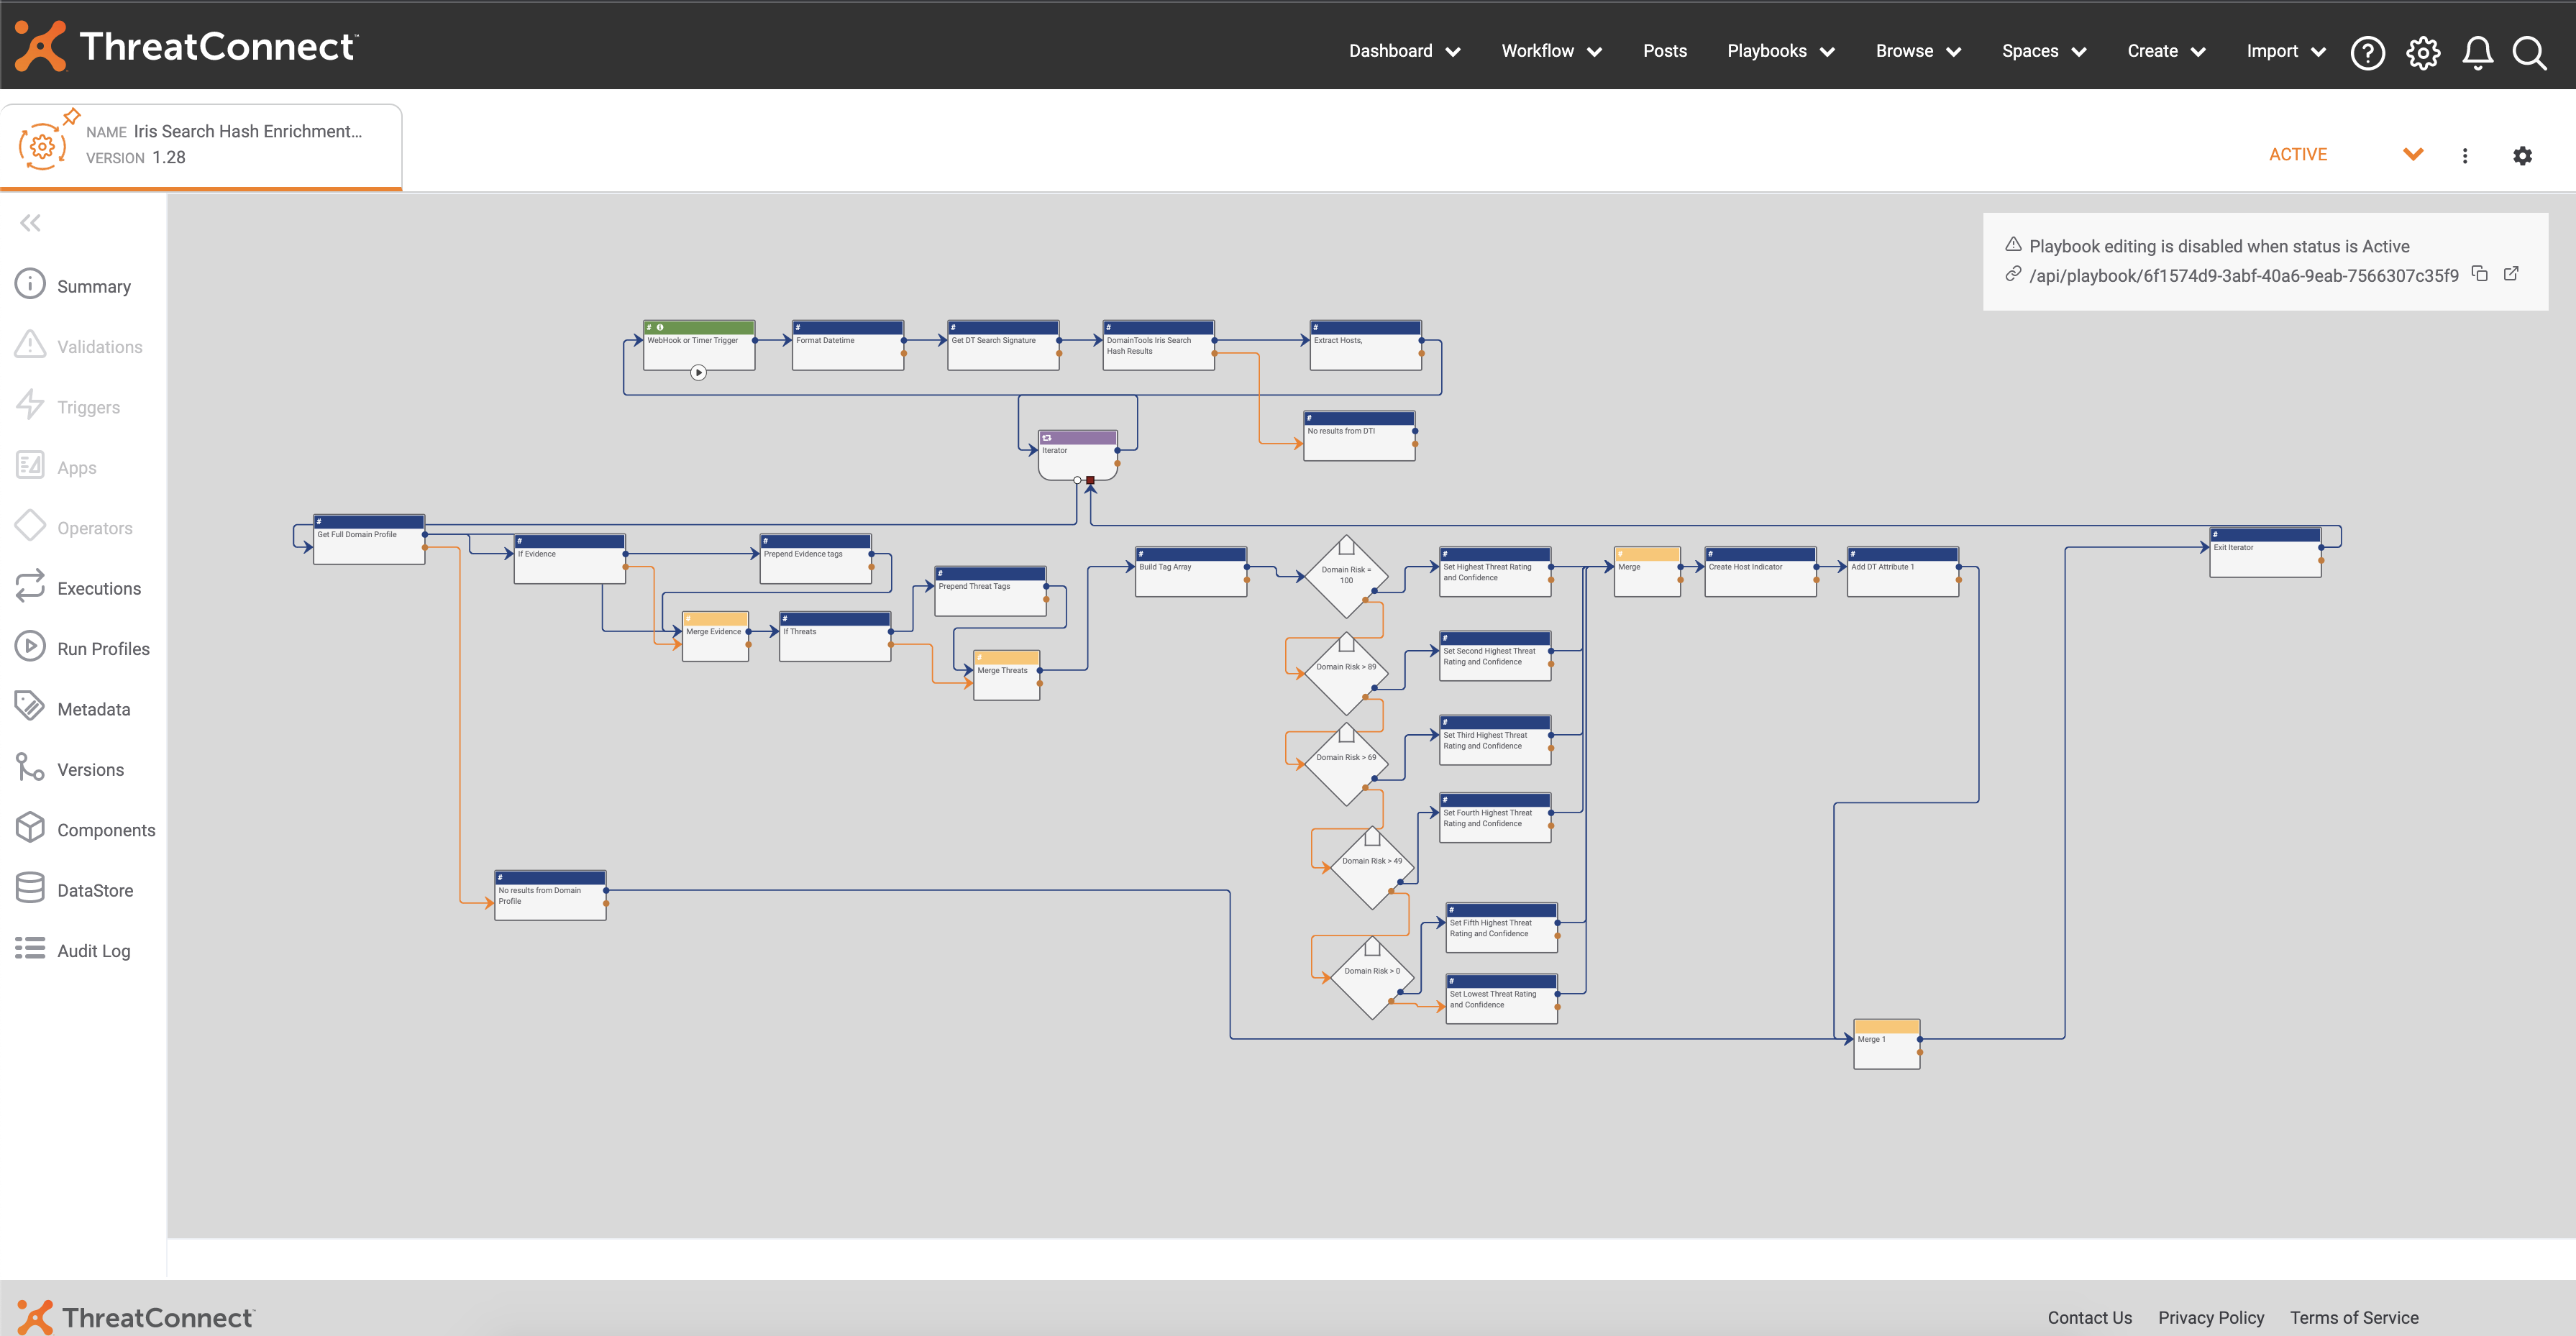 ThreatConnect™
Dashboard
Workflow
Posts
Playbooks
Browse
Spaces
Create
Import
NAME Iris Search Hash Enrichment...
VERSION 1.28
ACTIVE
Summary
Validations
Triggers
Apps
Operators
Executions
Run Profiles
Metadata
Versions
Components
DataStore
Audit Log
Playbook editing is disabled when status is Active
/api/playbook/6f1574d9-3abf-40a6-9eab-7566307c35f9
#
WebHook or Timer Trigger
#
Format Datetime
#
Get DT Search Signature
#
DomainTools Iris Search
Hash Results
#
Extract Hosts,
#
No results from DTI
Iterator
#
Get Full Domain Profile
#
If Evidence
#
Prepend Evidence tags
#
Merge Evidence
#
If Threats
#
Prepend Threat Tags
#
Merge Threats
#
Build Tag Array
Domain Risk =
100
Domain Risk > 89
Domain Risk > 69
Domain Risk > 49
Domain Risk > 0
#
Set Highest Threat Rating
and Confidence
#
Set Second Highest Threat
Rating and Confidence
#
Set Third Highest Threat
Rating and Confidence
#
Set Fourth Highest Threat
Rating and Confidence
#
Set Fifth Highest Threat
Rating and Confidence
#
Set Lowest Threat Rating
and Confidence
#
Merge
#
Create Host Indicator
#
Add DT Attribute 1
#
Exit Iterator
#
No results from Domain
Profile
Merge 1
ThreatConnect™
Contact Us
Privacy Policy
Terms of Service